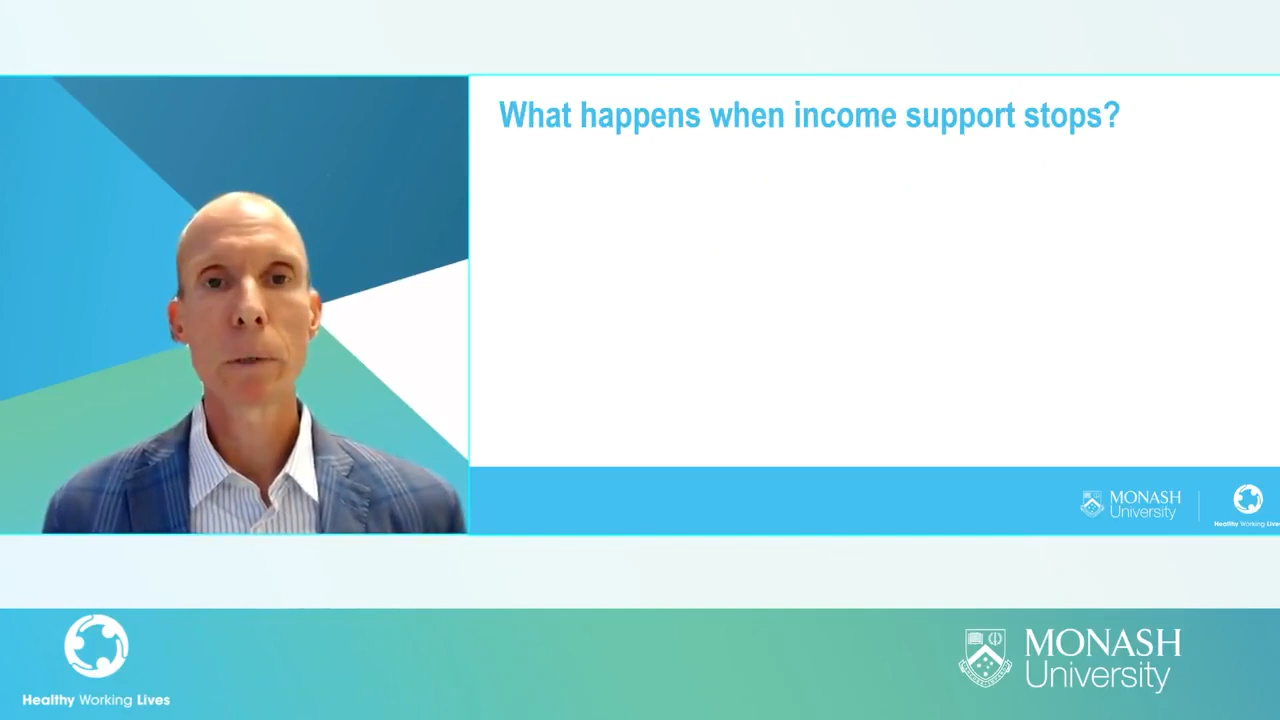 What happens when income support stops?
MONASH
University
Healthy Working Lives
Healthy Working Lives
MONASH
University